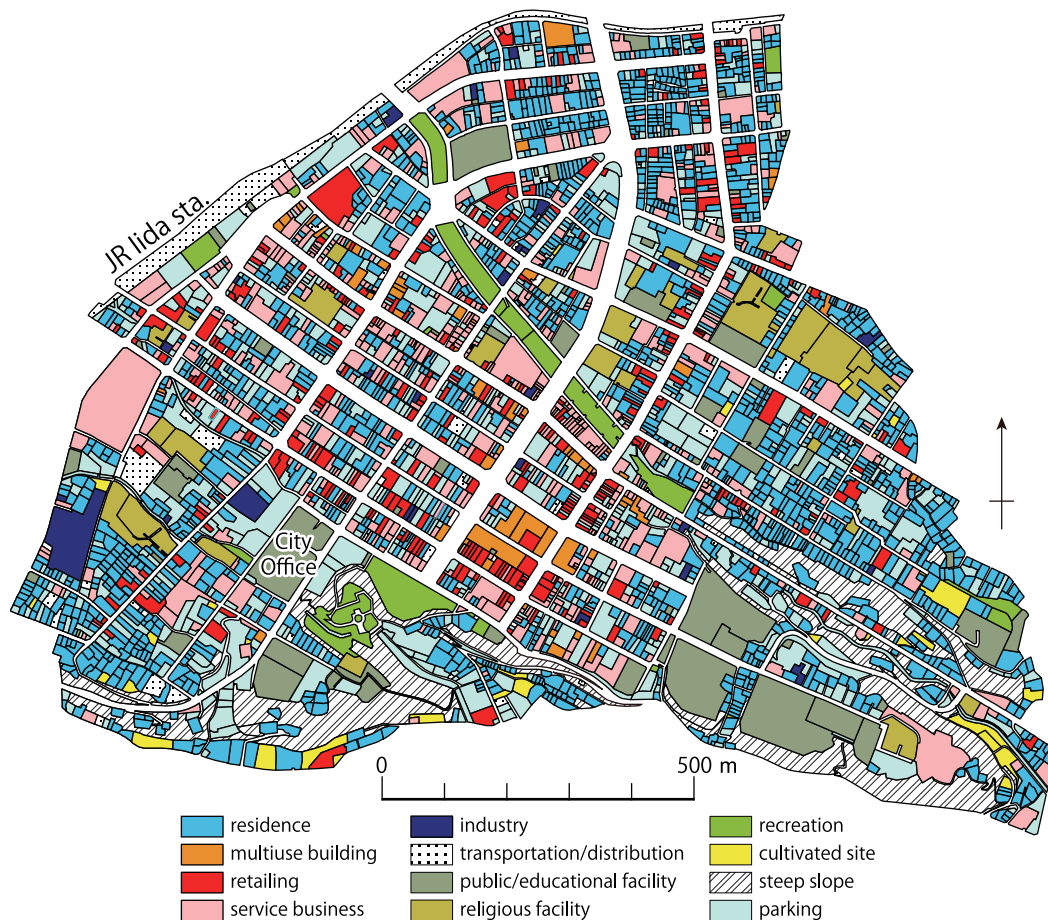 JR Iida sta.
City
Office
0
500 m
residence
industry
recreation
multiuse building
transportation/distribution
cultivated site
retailing
public/educational facility
steep slope
service business
religious facility
parking